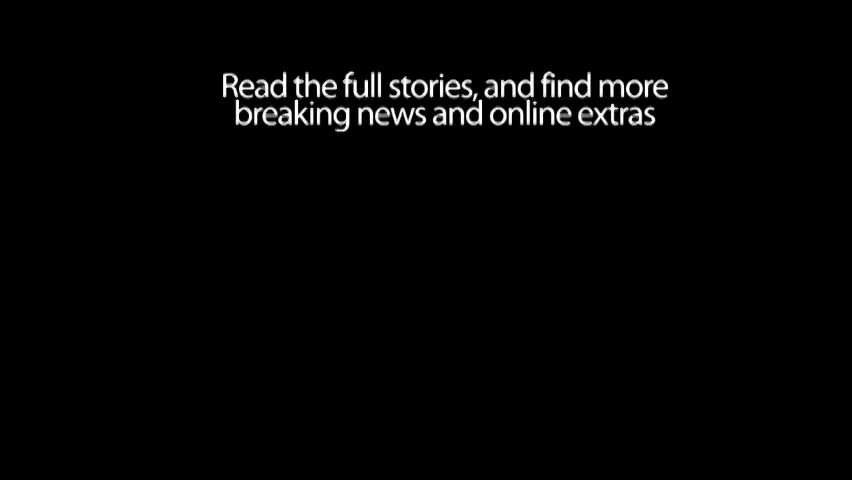 Read the full stories, and find more
breaking news and online extras